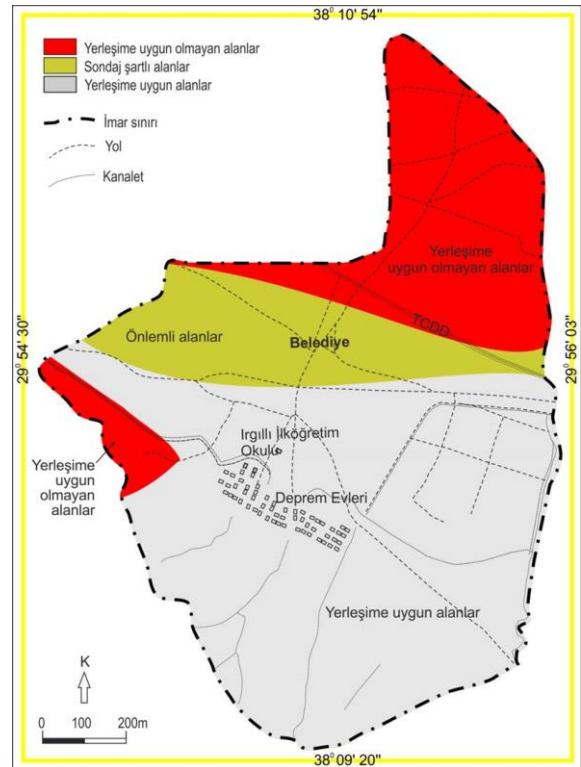 38° 10' 54''
Yerleşime uygun olmayan alanlar
Sondaj şartlı alanlar
Yerleşime uygun alanlar
İmar sınırı
Yol
Kanalet
Yerleşime
uygun olmayan alanlar
TCDD
Önlemli alanlar
Belediye
29° 54' 30''
29° 56' 03''
Irgıllı İlköğretim
Okulu
Yerleşime
uygun
olmayan
alanlar
Deprem Evleri
Yerleşime uygun alanlar
K
0 100 200m
38° 09' 20''